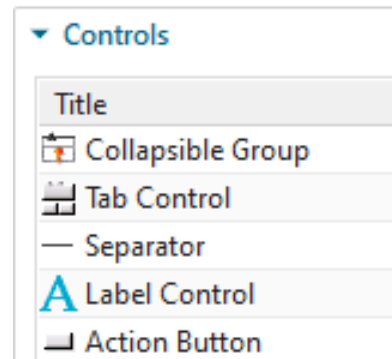 Controls
Title
Collapsible Group
Tab Control
Separator
Label Control
Action Button